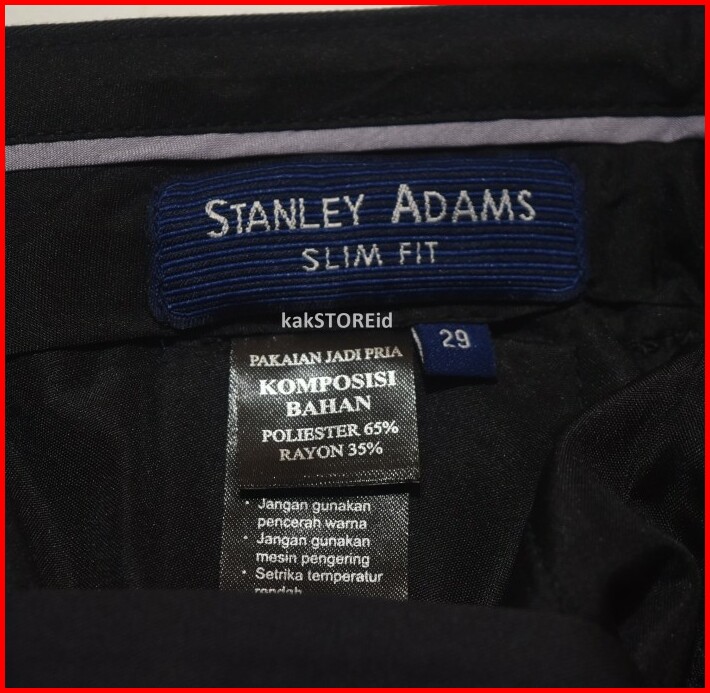 STANLEY ADAMS
SLIM FIT
kakSTOREid
29
PAKAIAN JADI PRIA
KOMPOSISI
BAHAN
POLIESTER 65%
RAYON 35%
• Jangan gunakan
pencerah warna
• Jangan gunakan
mesin pengering
• Setrika temperatur
rendah